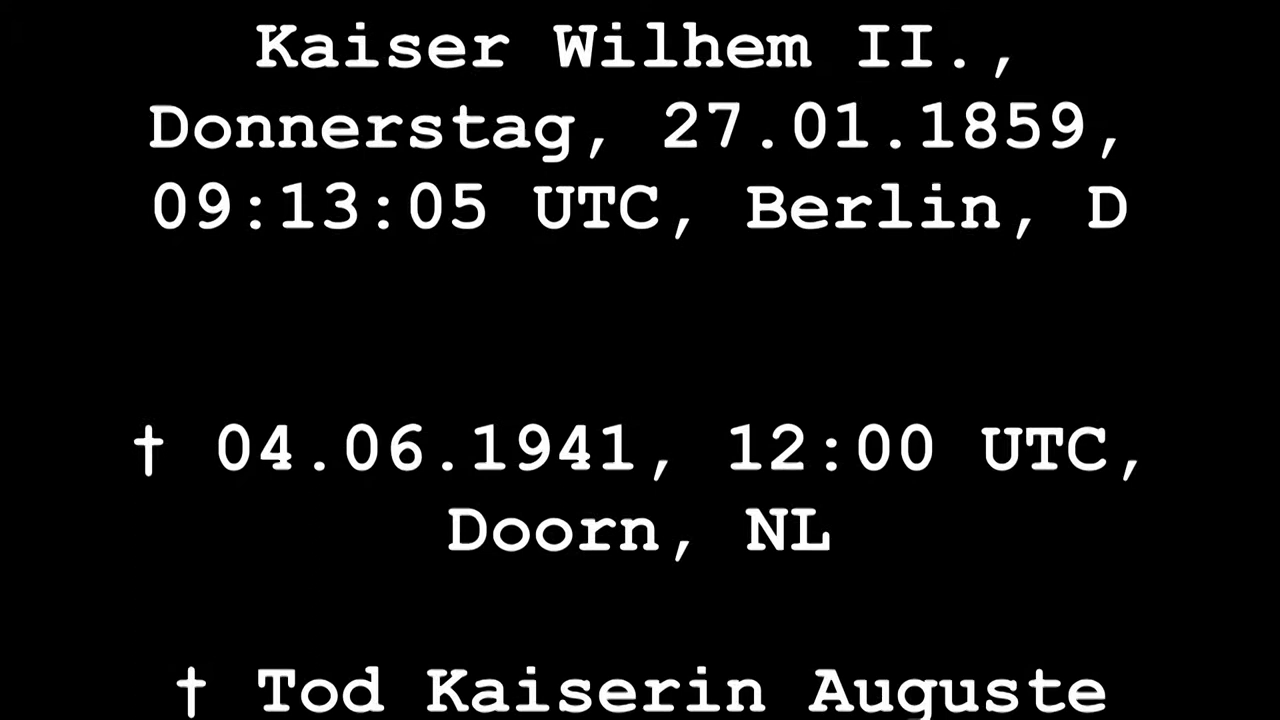 Kaiser Wilhem II.,
Donnerstag, 27.01.1859,
09:13:05 UTC, Berlin, D
† 04.06.1941, 12:00 UTC,
Doorn, NL
† Tod Kaiserin Auguste